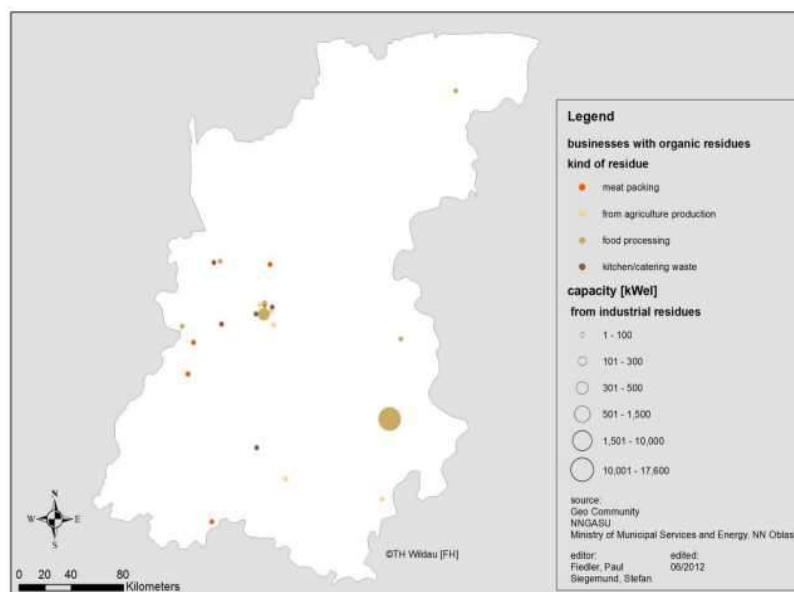 Legend
businesses with organic residues
kind of residue
meat packing
from agriculture production
food processing
kitchen/catering waste
capacity [kWel]
from industrial residues
1 - 100
101 - 300
301 - 500
501 - 1,500
1,501 - 10,000
10,001 - 17,600
source:
Geo Community
NNGASU
Ministry of Municipal Services and Energy, NN Oblas
editor: edited:
Fiedler, Paul 06/2012
Siegemund, Stefan
©TH Wildau [FH]
N
W E
S
0 20 40 80
Kilometers